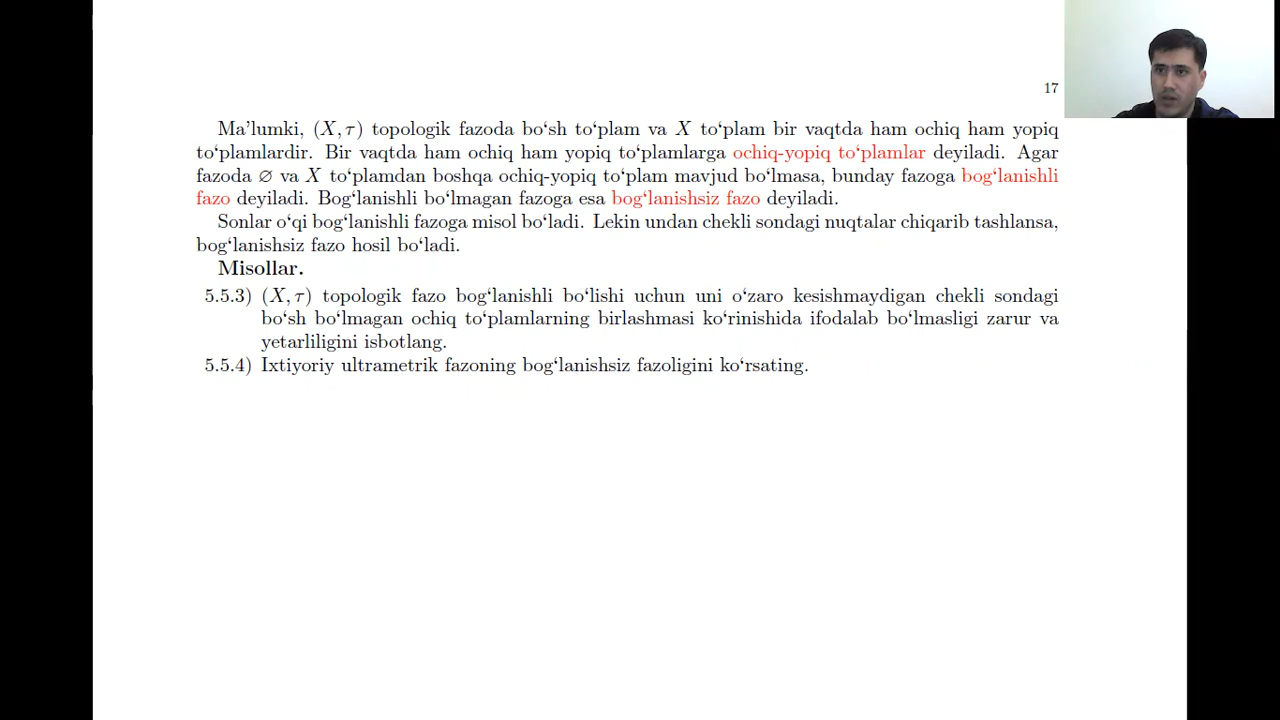 17
Ma’lumki, (X, τ) topologik fazoda bo‘sh to‘plam va X to‘plam bir vaqtda ham ochiq ham yopiq
to‘plamlardir. Bir vaqtda ham ochiq ham yopiq to‘plamlarga ochiq-yopiq to‘plamlar deyiladi. Agar
fazoda ∅ va X to‘plamdan boshqa ochiq-yopiq to‘plam mavjud bo‘lmasa, bunday fazoga bog‘lanishli
fazo deyiladi. Bog‘lanishli bo‘lmagan fazoga esa bog‘lanishsiz fazo deyiladi.
Sonlar o‘qi bog‘lanishli fazoga misol bo‘ladi. Lekin undan chekli sondagi nuqtalar chiqarib tashlansa,
bog‘lanishsiz fazo hosil bo‘ladi.
Misollar.
5.5.3) (X, τ) topologik fazo bog‘lanishli bo‘lishi uchun uni o‘zaro kesishmaydigan chekli sondagi
bo‘sh bo‘lmagan ochiq to‘plamlarning birlashmasi ko‘rinishida ifodalab bo‘lmasligi zarur va
yetarliligini isbotlang.
5.5.4) Ixtiyoriy ultrametrik fazoning bog‘lanishsiz fazoligini ko‘rsating.